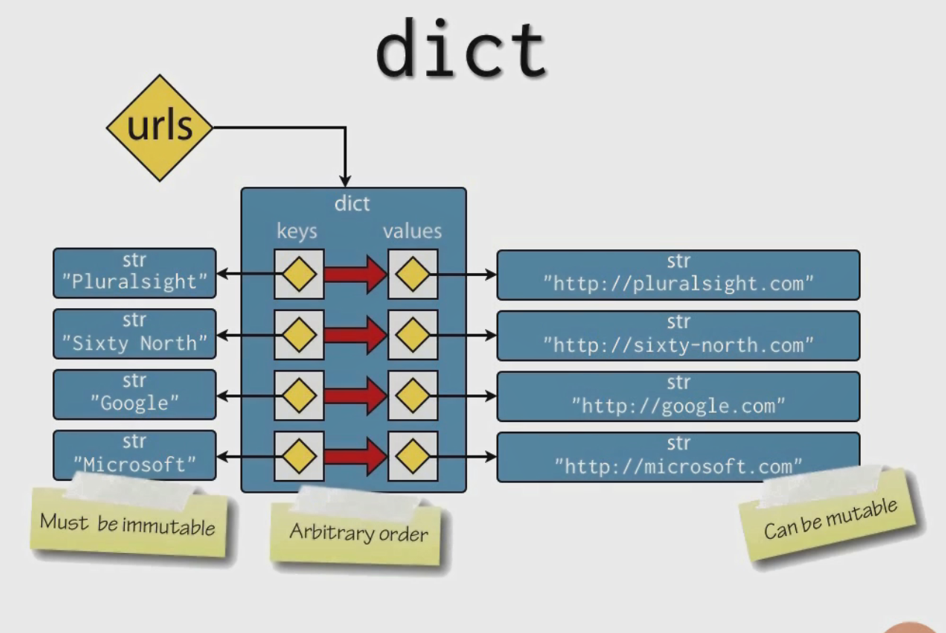 dict
urls
dict
keys values
str
"Pluralsight"
str
"http://pluralsight.com"
str
"Sixty North"
str
"http://sixty-north.com"
str
"Google"
str
"http://google.com"
str
"Microsoft"
str
"http://microsoft.com"
Must be immutable
Arbitrary order
Can be mutable